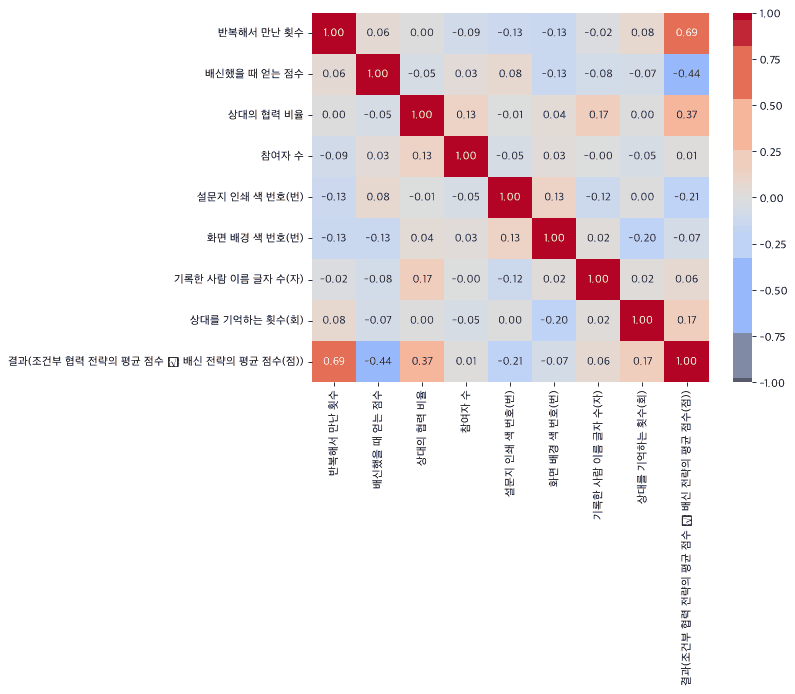 반복해서 만난 횟수 1.00 0.06 0.00 -0.09 -0.13 -0.13 -0.02 0.08 0.69
배신했을 때 얻는 점수 0.06 1.00 -0.05 0.03 0.08 -0.13 -0.08 -0.07 -0.44
상대의 협력 비율 0.00 -0.05 1.00 0.13 -0.01 0.04 0.17 0.00 0.37
참여자 수 -0.09 0.03 0.13 1.00 -0.05 0.03 -0.00 -0.05 0.01
설문지 인쇄 색 번호(번) -0.13 0.08 -0.01 -0.05 1.00 0.13 -0.12 0.00 -0.21
화면 배경 색 번호(번) -0.13 -0.13 0.04 0.03 0.13 1.00 0.02 -0.20 -0.07
기록한 사람 이름 글자 수(자) -0.02 -0.08 0.17 -0.00 -0.12 0.02 1.00 0.02 0.06
상대를 기억하는 횟수(회) 0.08 -0.07 0.00 -0.05 0.00 -0.20 0.02 1.00 0.17
결과(조건부 협력 전략의 평균 점수 배신 전략의 평균 점수(점)) 0.69 -0.44 0.37 0.01 -0.21 -0.07 0.06 0.17 1.00
반복해서 만난 횟수
배신했을 때 얻는 점수
상대의 협력 비율
참여자 수
설문지 인쇄 색 번호(번)
화면 배경 색 번호(번)
기록한 사람 이름 글자 수(자)
상대를 기억하는 횟수(회)
결과(조건부 협력 전략의 평균 점수 배신 전략의 평균 점수(점))
1.00
0.75
0.50
0.25
0.00
-0.25
-0.50
-0.75
-1.00